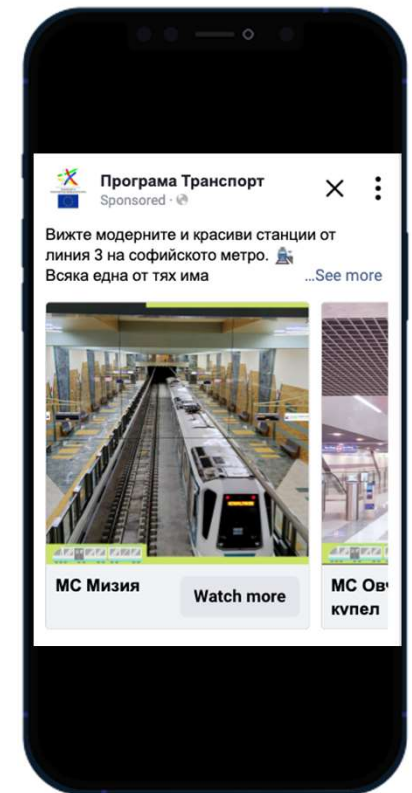 Програма Транспорт
Sponsored ·
Вижте модерните и красиви станции от
линия 3 на софийското метро.
Всяка една от тях има ...See more
МС Мизия
Watch more
МС Ов
купел